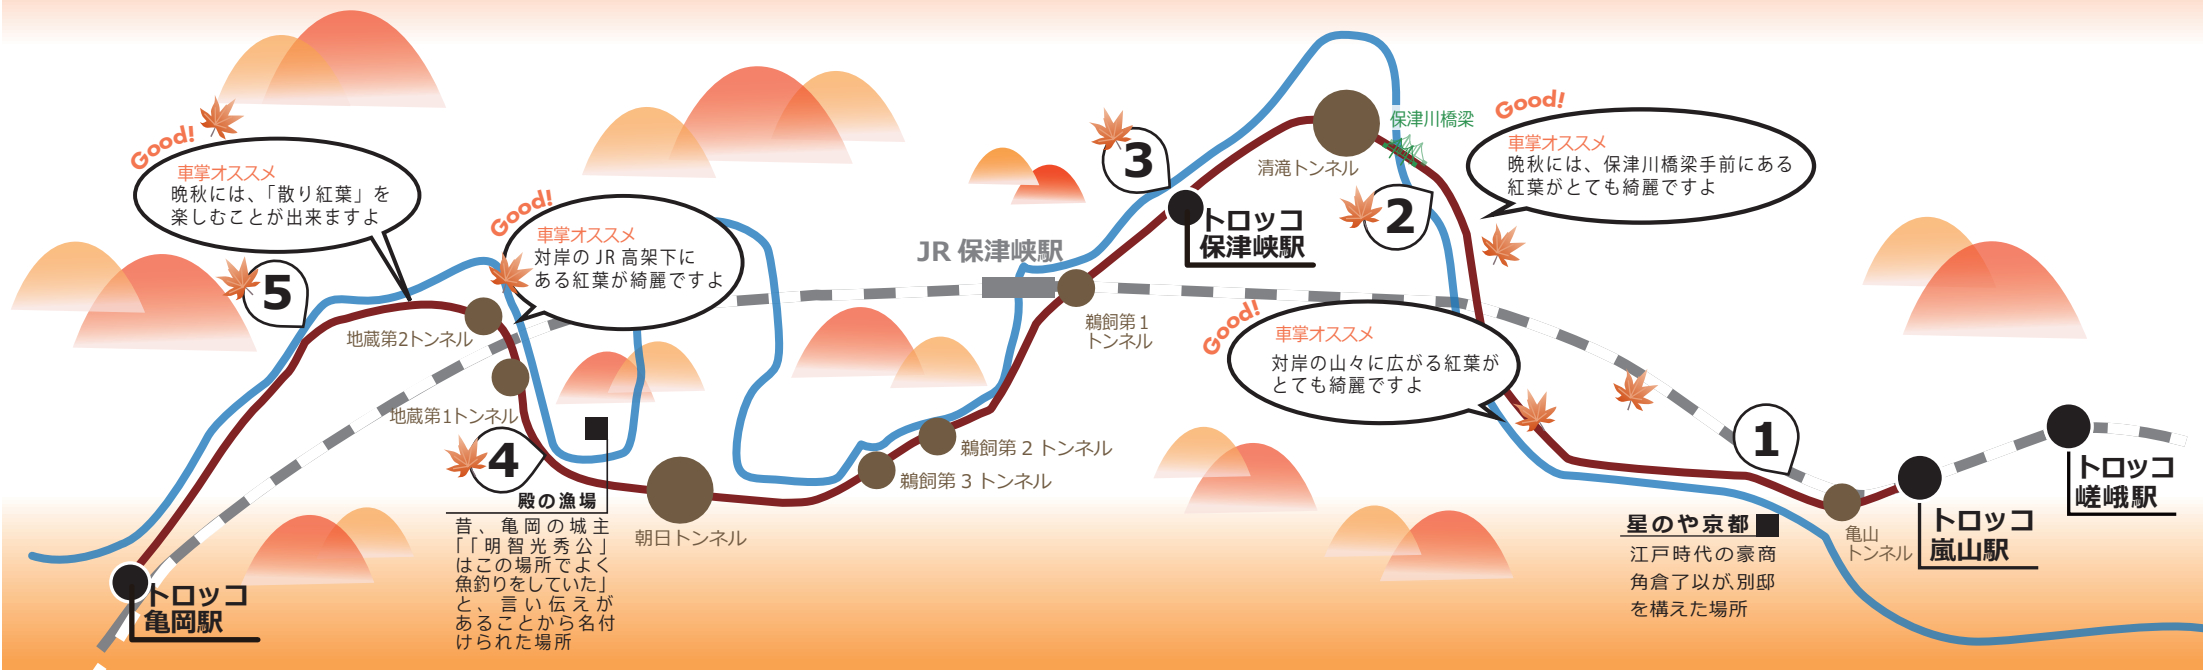 Good!
車掌オススメ
晩秋には、「散り紅葉」を
楽しむことが出来ますよ
5
地蔵第2トンネル
地蔵第1トンネル
Good!
車掌オススメ
対岸の JR 高架下に
ある紅葉が綺麗ですよ
4
殿の漁場
昔、亀岡の城主
「「明智光秀公」
はこの場所でよく
魚釣りをしていた」
と、言い伝えが
あることから名付
けられた場所
トロッコ
亀岡駅
朝日トンネル
鵜飼第 3 トンネル
鵜飼第 2 トンネル
鵜飼第 1
トンネル
JR 保津峡駅
3
トロッコ
保津峡駅
清滝トンネル
保津川橋梁
2
Good!
車掌オススメ
晩秋には、保津川橋梁手前にある
紅葉がとても綺麗ですよ
Good!
車掌オススメ
対岸の山々に広がる紅葉が
とても綺麗ですよ
1
星のや京都
江戸時代の豪商
角倉了以が、別邸
を構えた場所
亀山
トンネル
トロッコ
嵐山駅
トロッコ
嵯峨駅